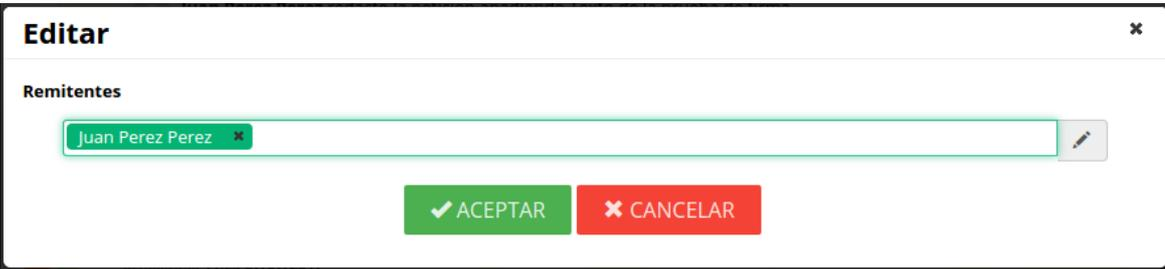 Editar
Remitentes
Juan Perez Perez
ACEPTAR
CANCELAR